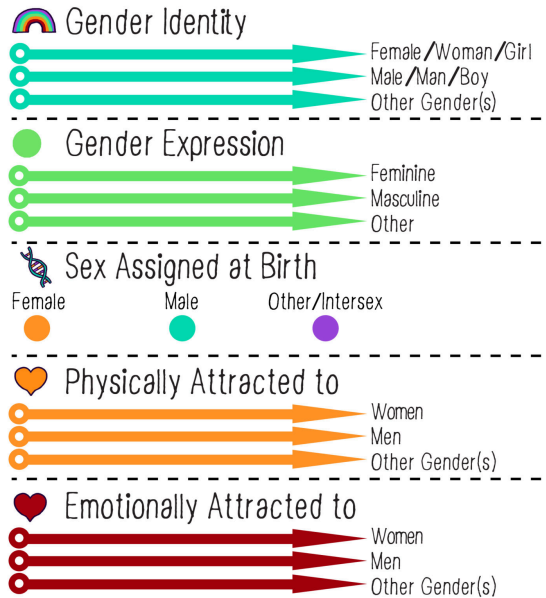 Gender Identity
Female/Woman/Girl
Male/Man/Boy
Other Gender(s)
Gender Expression
Feminine
Masculine
Other
Sex Assigned at Birth
Female Male Other/Intersex
Physically Attracted to
Women
Men
Other Gender(s)
Emotionally Attracted to
Women
Men
Other Gender(s)